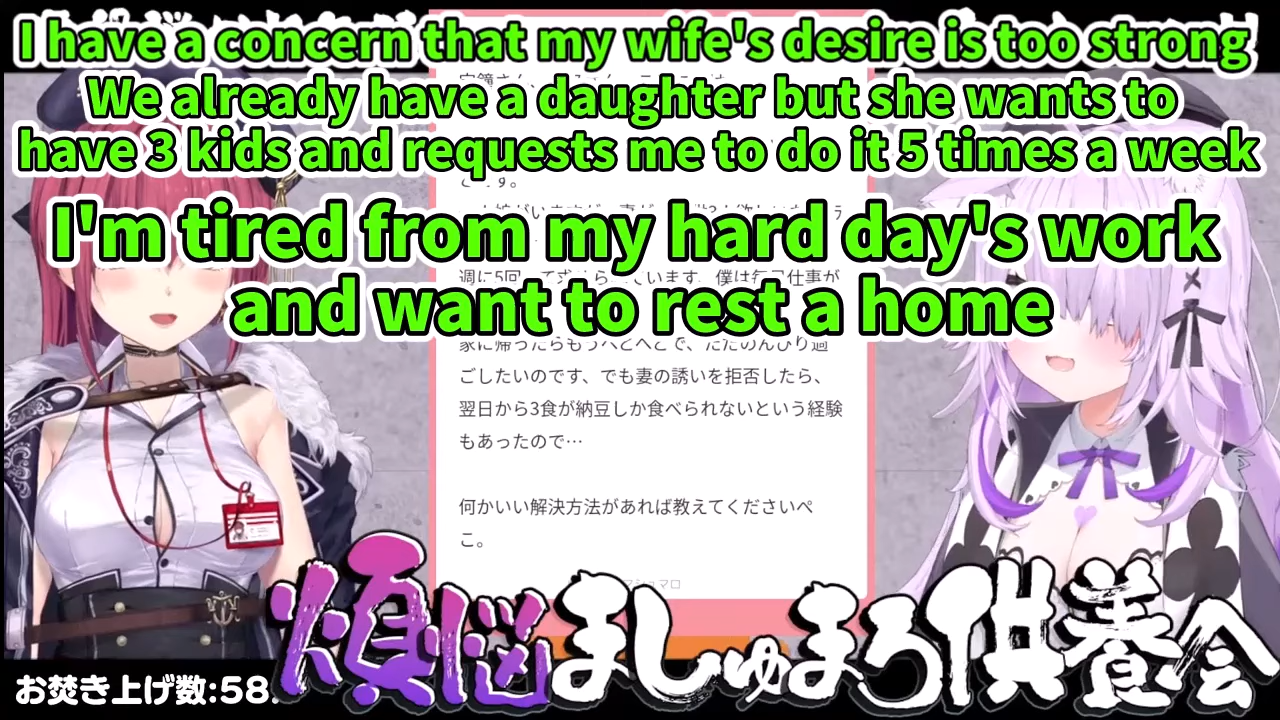 I have a concern that my wife's desire is too strong
We already have a daughter but she wants to
have 3 kids and requests me to do it 5 times a week
I'm tired from my hard day's work
and want to rest a home
家に帰ったらもうへとへとで、ただのんびり過
ごしたいのです、でも妻の誘いを拒否したら、
翌日から3食が納豆しか食べられないという経験
もあったので…
何かいい解決方法があれば教えてくださいぺ
こ。
マシュマロ
煩悩ましゅまろ供養会
お焚き上げ数:58.